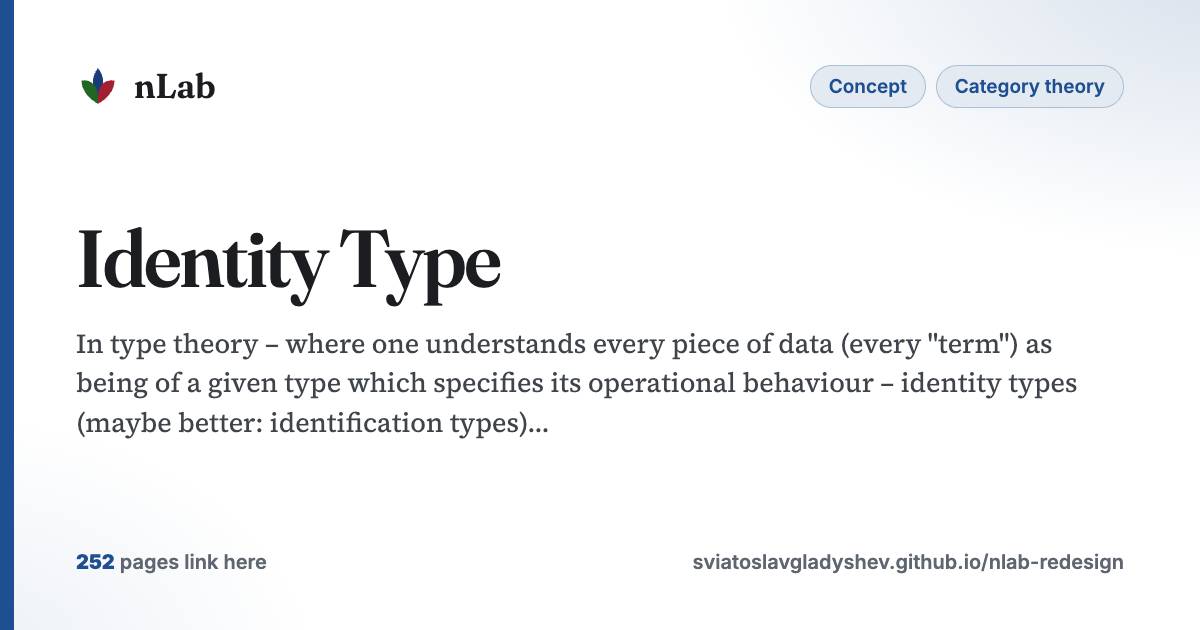 nLab
Concept
Category theory
Identity Type
In type theory – where one understands every piece of data (every "term") as
being of a given type which specifies its operational behaviour – identity types
(maybe better: identification types)...
252 pages link here
sviatoslavgladyshev.github.io/nlab-redesign